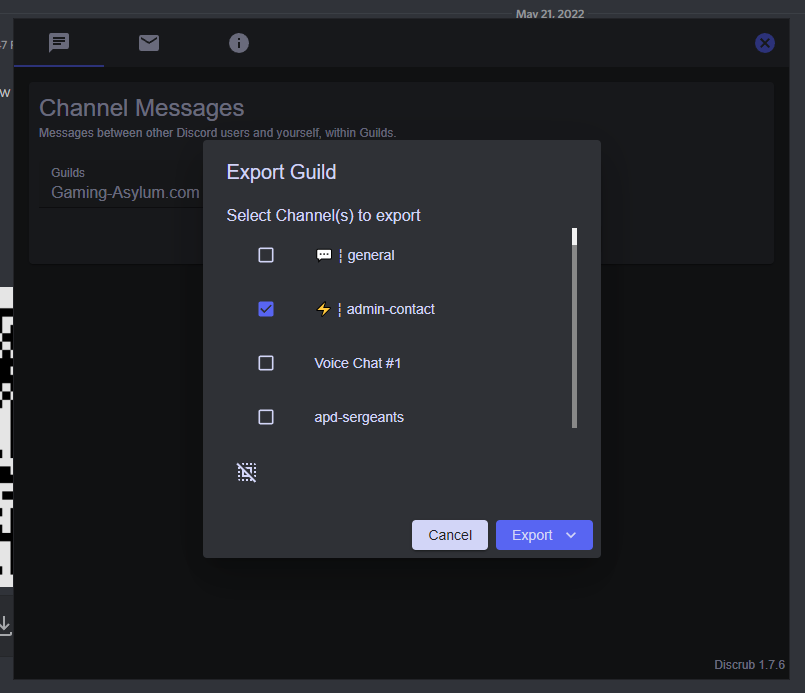 May 21, 2022
Channel Messages
Messages between other Discord users and yourself, within Guilds.
Guilds
Gaming-Asylum.com
Export Guild
Select Channel(s) to export
💬 ¦ general
⚡ ¦ admin-contact
Voice Chat #1
apd-sergeants
Cancel
Export
Discrub 1.7.6